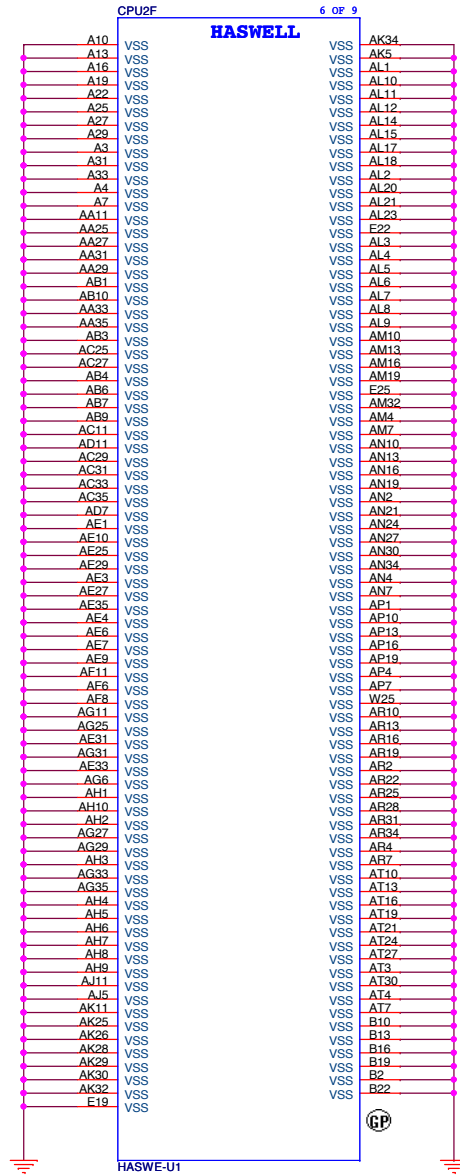 CPU2F 6 OF 9
HASWELL
A10 VSS VSS AK34
A13 VSS VSS AK5
A16 VSS VSS AL1
A19 VSS VSS AL10
A22 VSS VSS AL11
A25 VSS VSS AL12
A27 VSS VSS AL14
A29 VSS VSS AL15
A3 VSS VSS AL17
A31 VSS VSS AL18
A33 VSS VSS AL2
A4 VSS VSS AL20
A7 VSS VSS AL21
AA11 VSS VSS AL23
AA25 VSS VSS E22
AA27 VSS VSS AL3
AA31 VSS VSS AL4
AA29 VSS VSS AL5
AB1 VSS VSS AL6
AB10 VSS VSS AL7
AA33 VSS VSS AL8
AA35 VSS VSS AL9
AB3 VSS VSS AM10
AC25 VSS VSS AM13
AC27 VSS VSS AM16
AB4 VSS VSS AM19
AB6 VSS VSS E25
AB7 VSS VSS AM32
AB9 VSS VSS AM4
AC11 VSS VSS AM7
AD11 VSS VSS AN10
AC29 VSS VSS AN13
AC31 VSS VSS AN16
AC33 VSS VSS AN19
AC35 VSS VSS AN2
AD7 VSS VSS AN21
AE1 VSS VSS AN24
AE10 VSS VSS AN27
AE25 VSS VSS AN30
AE29 VSS VSS AN34
AE3 VSS VSS AN4
AE27 VSS VSS AN7
AE35 VSS VSS AP1
AE4 VSS VSS AP10
AE6 VSS VSS AP13
AE7 VSS VSS AP16
AE9 VSS VSS AP19
AF11 VSS VSS AP4
AF6 VSS VSS AP7
AF8 VSS VSS W25
AG11 VSS VSS AR10
AG25 VSS VSS AR13
AE31 VSS VSS AR16
AG31 VSS VSS AR19
AE33 VSS VSS AR2
AG6 VSS VSS AR22
AH1 VSS VSS AR25
AH10 VSS VSS AR28
AH2 VSS VSS AR31
AG27 VSS VSS AR34
AG29 VSS VSS AR4
AH3 VSS VSS AR7
AG33 VSS VSS AT10
AG35 VSS VSS AT13
AH4 VSS VSS AT16
AH5 VSS VSS AT19
AH6 VSS VSS AT21
AH7 VSS VSS AT24
AH8 VSS VSS AT27
AH9 VSS VSS AT3
AJ11 VSS VSS AT30
AJ5 VSS VSS AT4
AK11 VSS VSS AT7
AK25 VSS VSS B10
AK26 VSS VSS B13
AK28 VSS VSS B16
AK29 VSS VSS B19
AK30 VSS VSS B2
AK32 VSS VSS B22
E19 VSS
GP
HASWE-U1